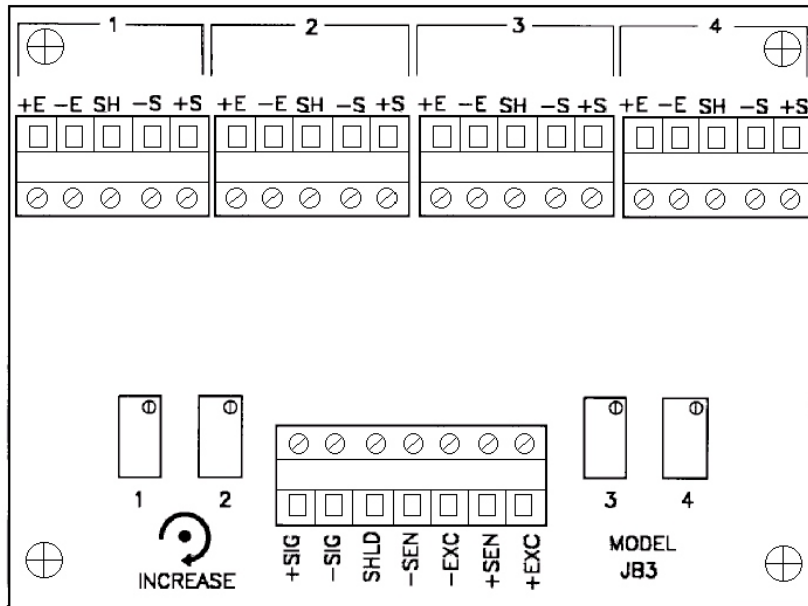 1 2 3 4
+E -E SH -S +S +E -E SH -S +S +E -E SH -S +S +E -E SH -S +S
1 2 3 4
+SIG
-SIG
SHLD
-SEN
-EXC
+SEN
+EXC
INCREASE
MODEL
JB3